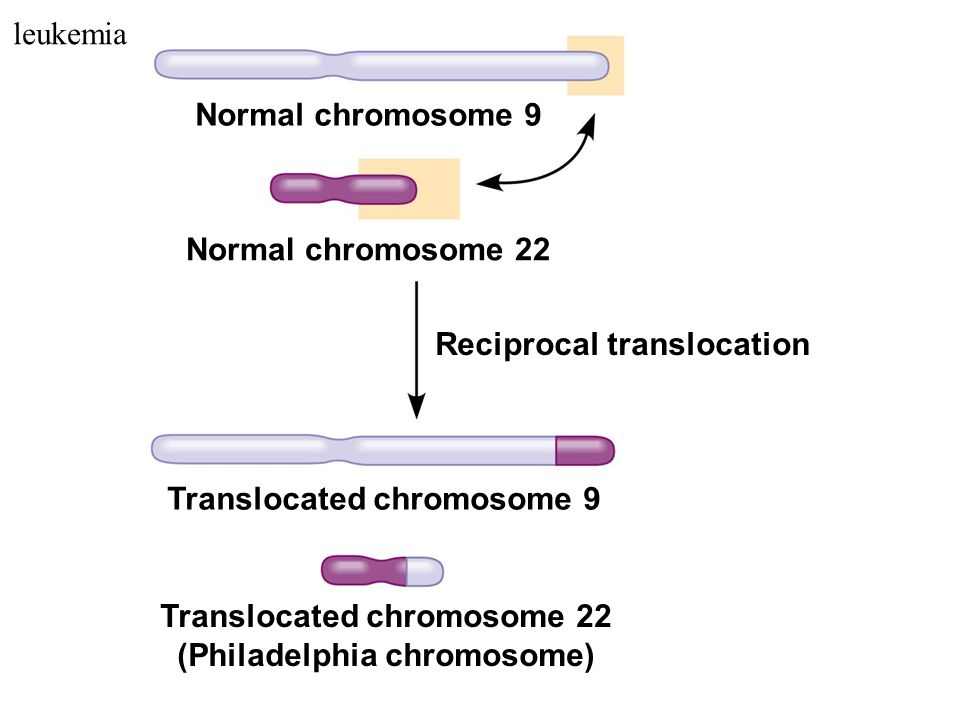 leukemia
Normal chromosome 9
Normal chromosome 22
Reciprocal translocation
Translocated chromosome 9
Translocated chromosome 22
(Philadelphia chromosome)